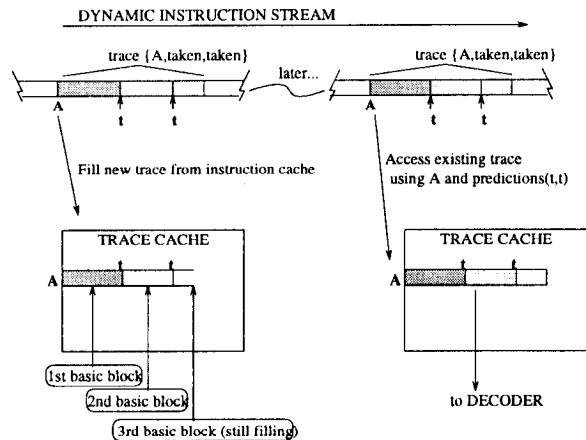 DYNAMIC INSTRUCTION STREAM
trace {A,taken,taken}
trace {A,taken,taken}
later...
A
t
t
A
t
t
Fill new trace from instruction cache
Access existing trace
using A and predictions(t,t)
TRACE CACHE
t
t
A
TRACE CACHE
t
t
A
1st basic block
2nd basic block
3rd basic block (still filling)
to DECODER